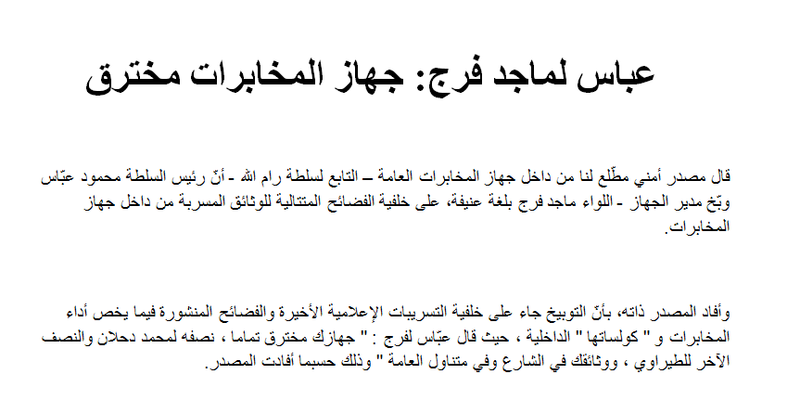 عباس لماجد فرج: جهاز المخابرات مخترق
قال مصدر أمني مطّلع لنا من داخل جهاز المخابرات العامة – التابع لسلطة رام الله - أنّ رئيس السلطة محمود عبّاس
وبّخ مدير الجهاز - اللواء ماجد فرج بلغة عنيفة، على خلفية الفضائح المتتالية للوثائق المسربة من داخل جهاز
المخابرات.
وأفاد المصدر ذاته، بأنّ التوبيخ جاء على خلفية التسريبات الإعلامية الأخيرة والفضائح المنشورة فيما يخص أداء
المخابرات و " كولساتها " الداخلية ، حيث قال عبّاس لفرج : " جهازك مخترق تماما ، نصفه لمحمد دحلان والنصف
الآخر للطيراوي ، ووثائقك في الشارع وفي متناول العامة " وذلك حسبما أفادت المصدر.